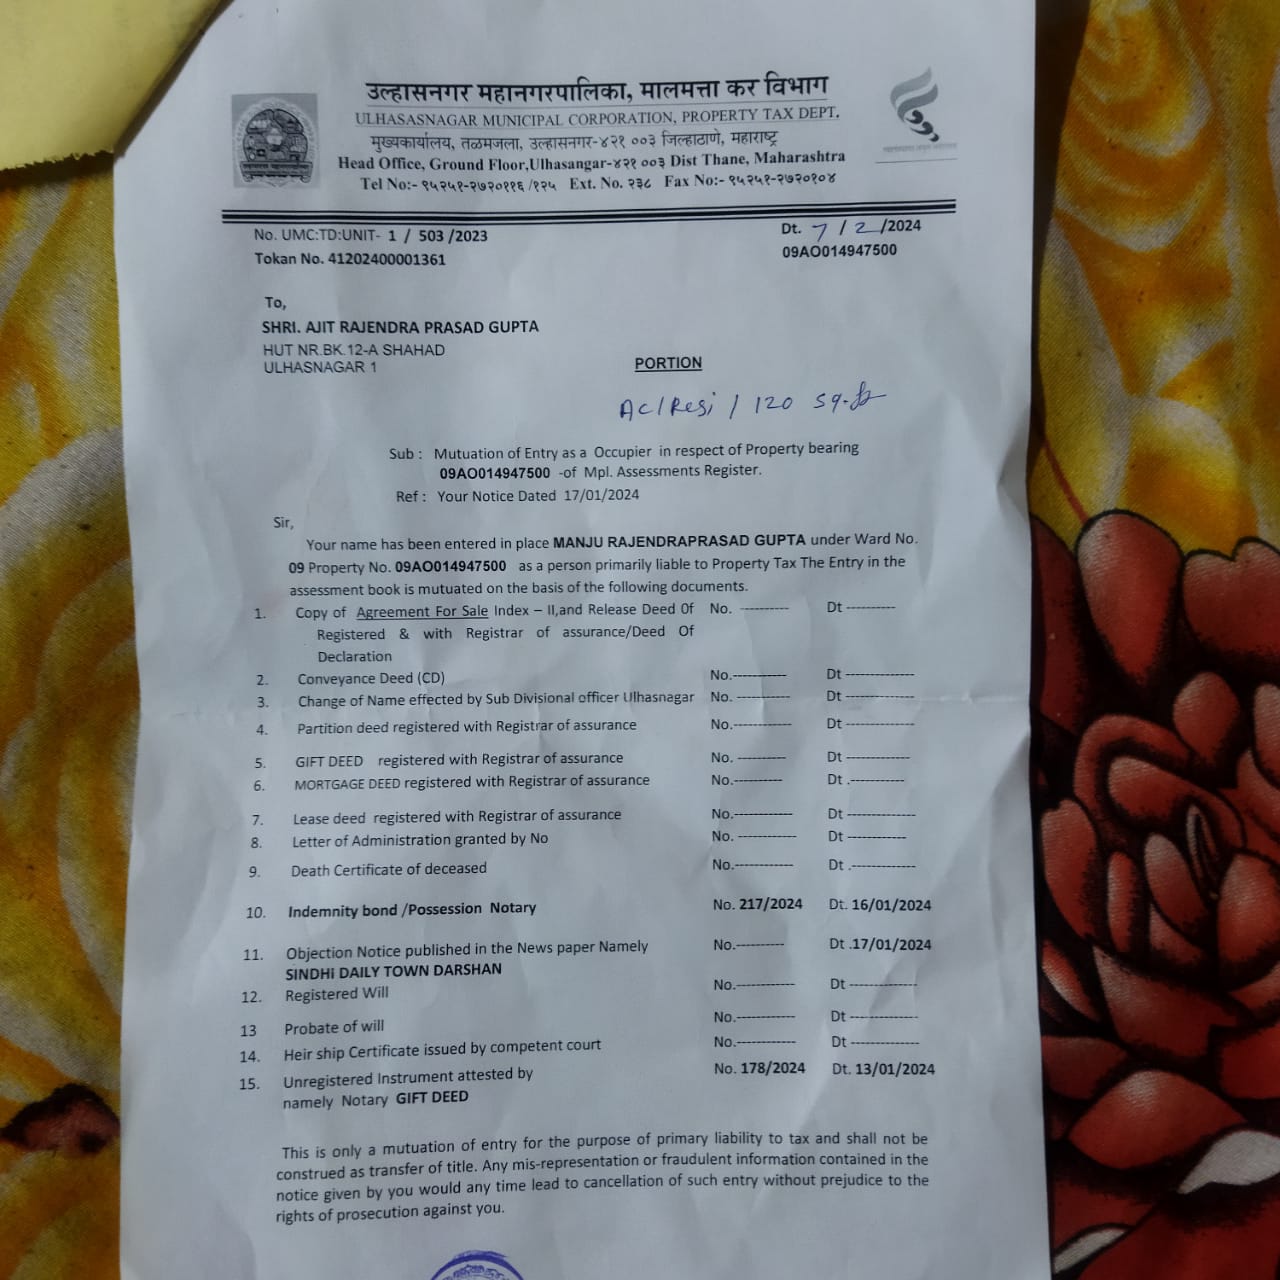 उल्हासनगर महानगरपालिका, मालमत्ता कर विभाग
ULHASASNAGAR MUNICIPAL CORPORATION, PROPERTY TAX DEPT.
मुख्यकार्यालय, तळमजला, उल्हासनगर-४२१ ००३ जिल्हाठाणे, महाराष्ट्र
Head Office, Ground Floor,Ulhasangar-४२१ ००३ Dist Thane, Maharashtra
Tel No:- ९५२५१-२७२०११६ /१२५ Ext. No. २३८ Fax No:- ९५२५१-२७२०१०४
No. UMC:TD:UNIT- 1 / 503 /2023 Dt. 7 / 2 /2024
Tokan No. 41202400001361 09AO014947500
To,
SHRI. AJIT RAJENDRA PRASAD GUPTA
HUT NR.BK.12-A SHAHAD
ULHASNAGAR 1
PORTION
AC/Resi / 120 sq.ft
Sub : Mutuation of Entry as a Occupier in respect of Property bearing
09AO014947500 -of Mpl. Assessments Register.
Ref : Your Notice Dated 17/01/2024
Sir,
Your name has been entered in place MANJU RAJENDRAPRASAD GUPTA under Ward No.
09 Property No. 09AO014947500 as a person primarily liable to Property Tax The Entry in the
assessment book is mutuated on the basis of the following documents.
1. Copy of Agreement For Sale Index – II,and Release Deed Of No. ---------- Dt ----------
Registered & with Registrar of assurance/Deed Of
Declaration
2. Conveyance Deed (CD) No.----------- Dt --------------
3. Change of Name effected by Sub Divisional officer Ulhasnagar No. ----------- Dt --------------
4. Partition deed registered with Registrar of assurance No.------------ Dt --------------
5. GIFT DEED registered with Registrar of assurance No. ---------- Dt -------------
6. MORTGAGE DEED registered with Registrar of assurance No.---------- Dt .-----------
7. Lease deed registered with Registrar of assurance No.----------- Dt --------------
8. Letter of Administration granted by No No. ------------ Dt ------------
9. Death Certificate of deceased No.------------ Dt .-------------
10. Indemnity bond /Possession Notary No. 217/2024 Dt. 16/01/2024
11. Objection Notice published in the News paper Namely No.---------- Dt .17/01/2024
SINDHi DAILY TOWN DARSHAN
12. Registered Will No.------------ Dt --------------
13 Probate of will No.------------ Dt --------------
14. Heir ship Certificate issued by competent court No.------------ Dt --------------
15. Unregistered Instrument attested by No. 178/2024 Dt. 13/01/2024
namely Notary GIFT DEED
This is only a mutuation of entry for the purpose of primary liability to tax and shall not be
construed as transfer of title. Any mis-representation or fraudulent information contained in the
notice given by you would any time lead to cancellation of such entry without prejudice to the
rights of prosecution against you.